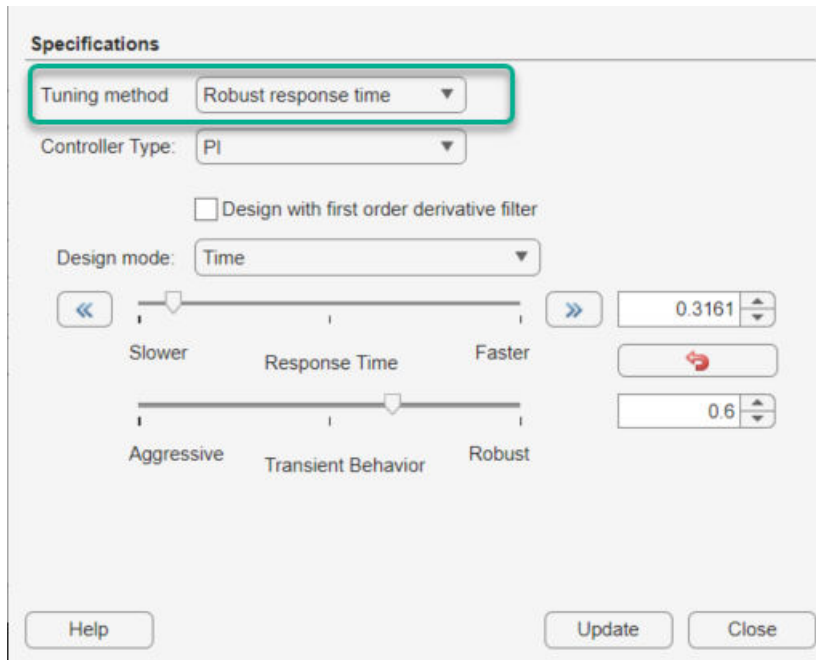 Specifications
Tuning method Robust response time
Controller Type: PI
Design with first order derivative filter
Design mode: Time
0.3161
Slower Response Time Faster
0.6
Aggressive Transient Behavior Robust
Help Update Close